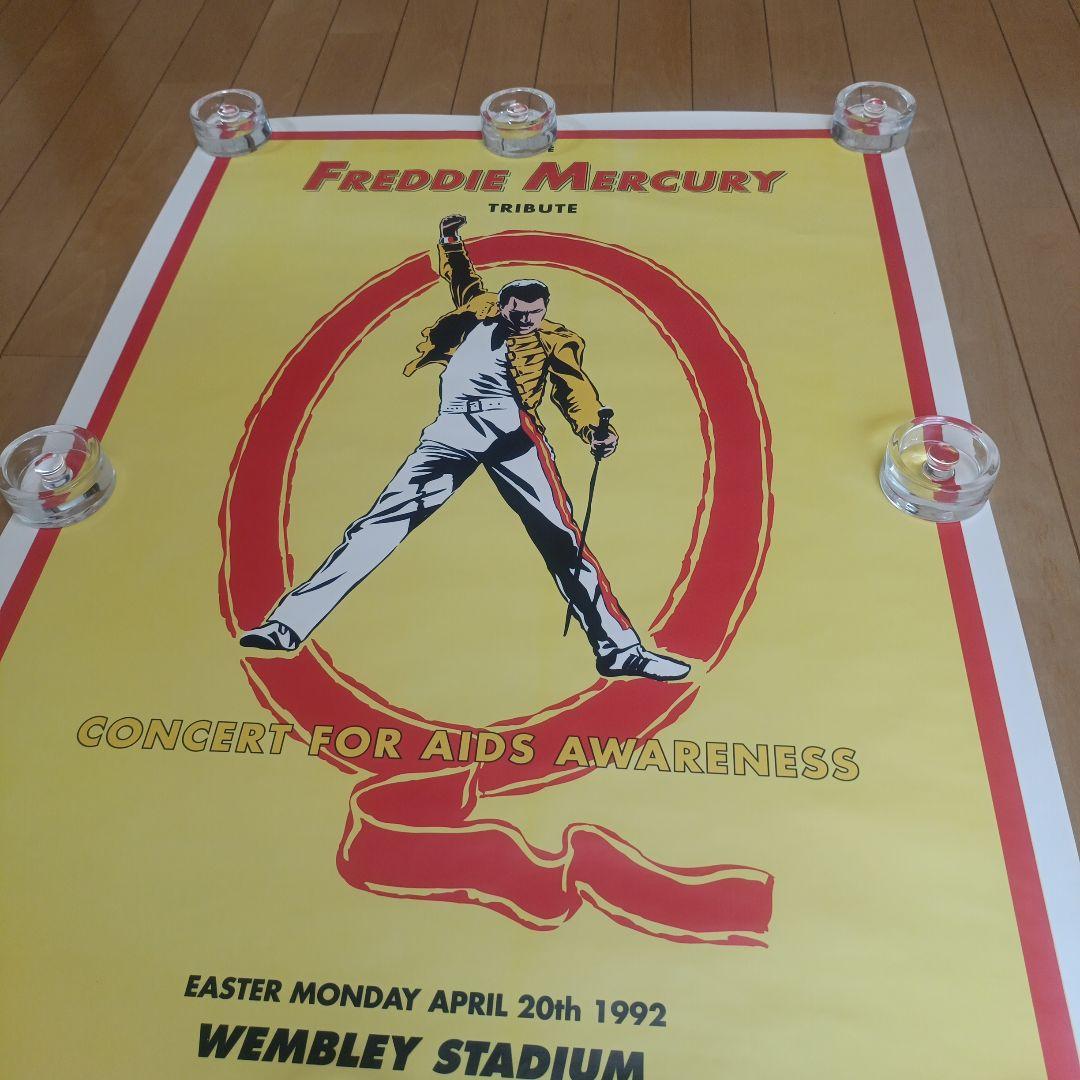 FREDDIE MERCURY
TRIBUTE
CONCERT FOR AIDS AWARENESS
EASTER MONDAY APRIL 20th 1992
WEMBLEY STADIUM